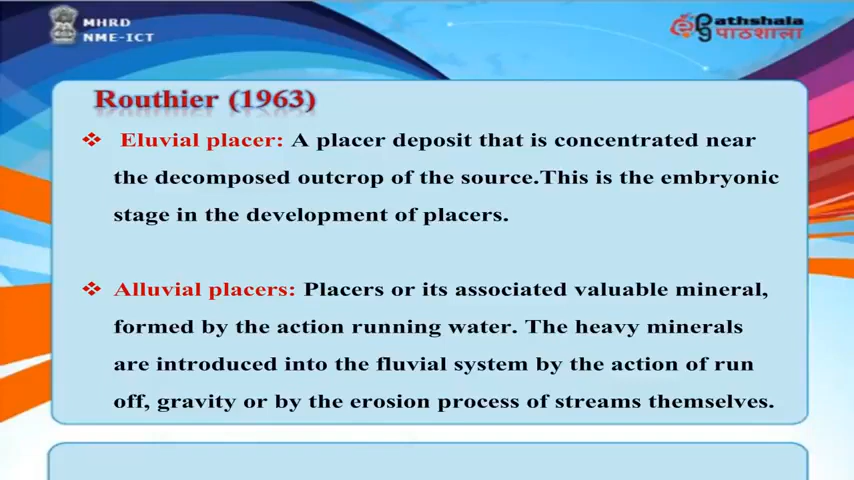 MHRD
NME-ICT
Pathshala
पाठशाला
Routhier (1963)
❖ Eluvial placer: A placer deposit that is concentrated near
the decomposed outcrop of the source.This is the embryonic
stage in the development of placers.
❖ Alluvial placers: Placers or its associated valuable mineral,
formed by the action running water. The heavy minerals
are introduced into the fluvial system by the action of run
off, gravity or by the erosion process of streams themselves.